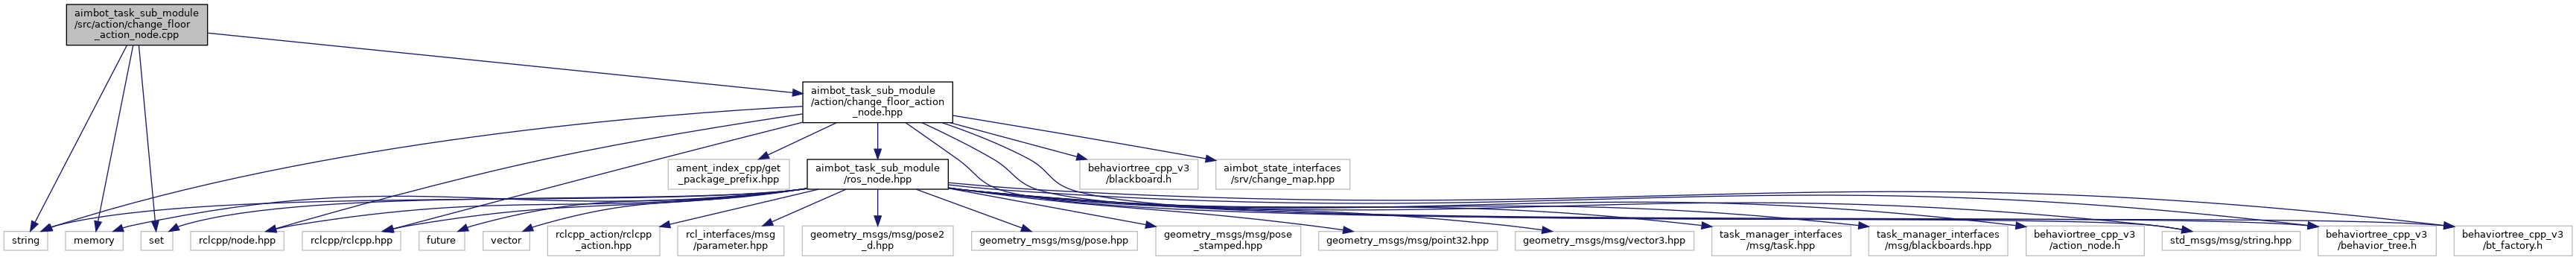 aimbot_task_sub_module
/src/action/change_floor
_action_node.cpp
aimbot_task_sub_module
/action/change_floor_action
_node.hpp
ament_index_cpp/get
_package_prefix.hpp
aimbot_task_sub_module
/ros_node.hpp
behaviortree_cpp_v3
/blackboard.h
aimbot_state_interfaces
/srv/change_map.hpp
string
memory
set
rclcpp/node.hpp
rclcpp/rclcpp.hpp
future
vector
rclcpp_action/rclcpp
_action.hpp
rcl_interfaces/msg
/parameter.hpp
geometry_msgs/msg/pose2
_d.hpp
geometry_msgs/msg/pose.hpp
geometry_msgs/msg/pose
_stamped.hpp
geometry_msgs/msg/point32.hpp
geometry_msgs/msg/vector3.hpp
task_manager_interfaces
/msg/task.hpp
task_manager_interfaces
/msg/blackboards.hpp
behaviortree_cpp_v3
/action_node.h
std_msgs/msg/string.hpp
behaviortree_cpp_v3
/behavior_tree.h
behaviortree_cpp_v3
/bt_factory.h